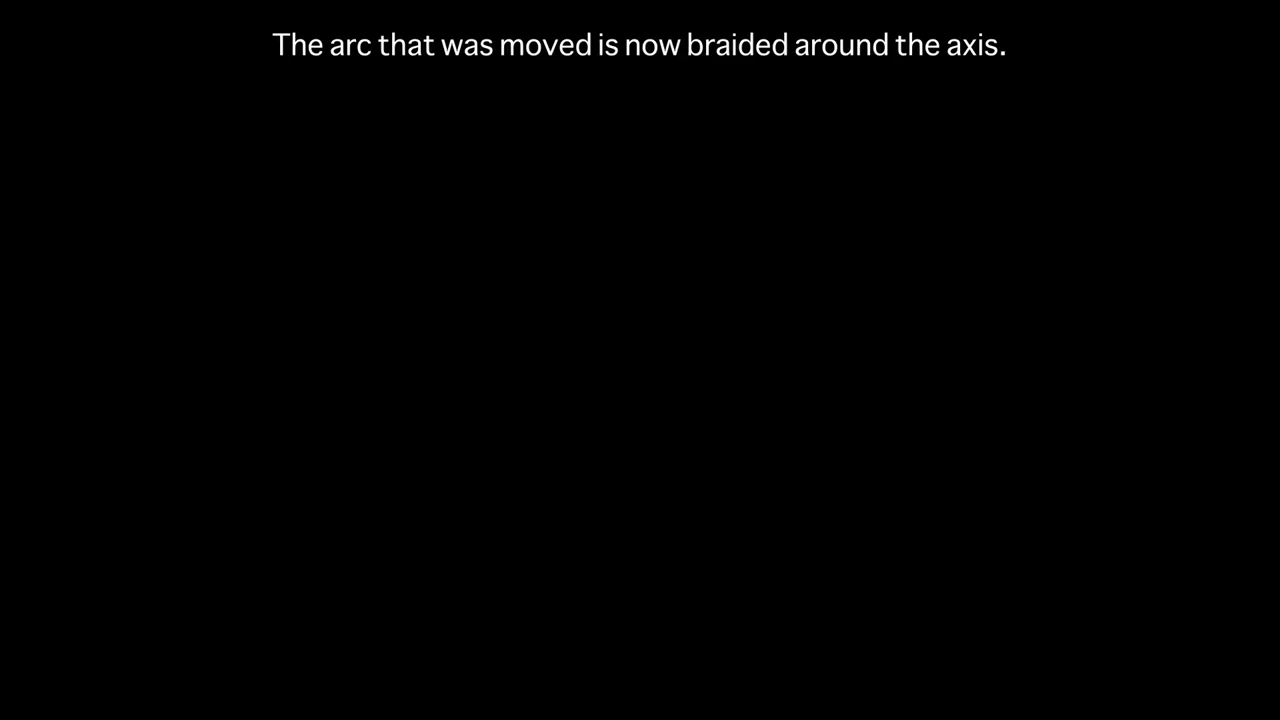 The arc that was moved is now braided around the axis.